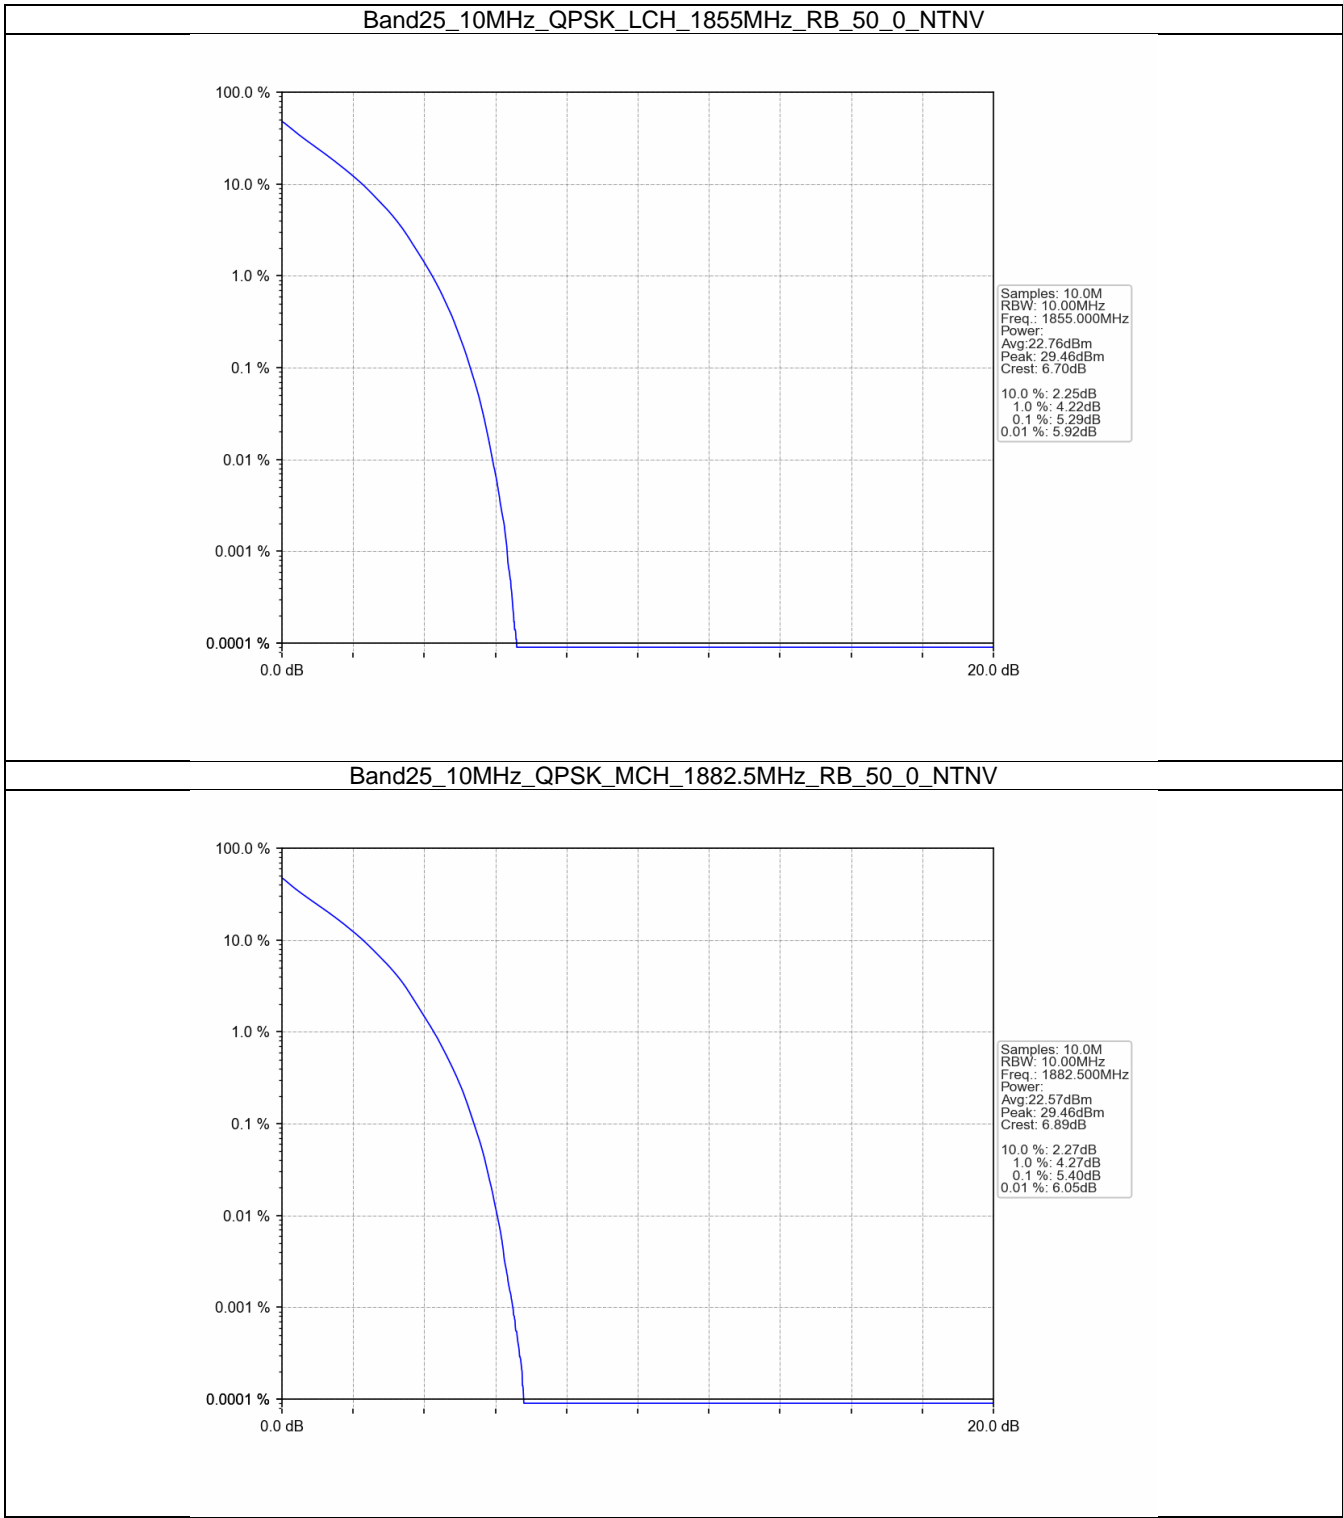 Band25_10MHz_QPSK_LCH_1855MHz_RB_50_0_NTNV
100.0 %
10.0 %
1.0 %
0.1 %
0.01 %
0.001 %
0.0001 %
0.0 dB
20.0 dB
Samples: 10.0M
RBW: 10.00MHz
Freq.: 1855.000MHz
Power:
Avg:22.76dBm
Peak: 29.46dBm
Crest: 6.70dB
10.0 %: 2.25dB
1.0 %: 4.22dB
0.1 %: 5.29dB
0.01 %: 5.92dB
Band25_10MHz_QPSK_MCH_1882.5MHz_RB_50_0_NTNV
100.0 %
10.0 %
1.0 %
0.1 %
0.01 %
0.001 %
0.0001 %
0.0 dB
20.0 dB
Samples: 10.0M
RBW: 10.00MHz
Freq.: 1882.500MHz
Power:
Avg:22.57dBm
Peak: 29.46dBm
Crest: 6.89dB
10.0 %: 2.27dB
1.0 %: 4.27dB
0.1 %: 5.40dB
0.01 %: 6.05dB